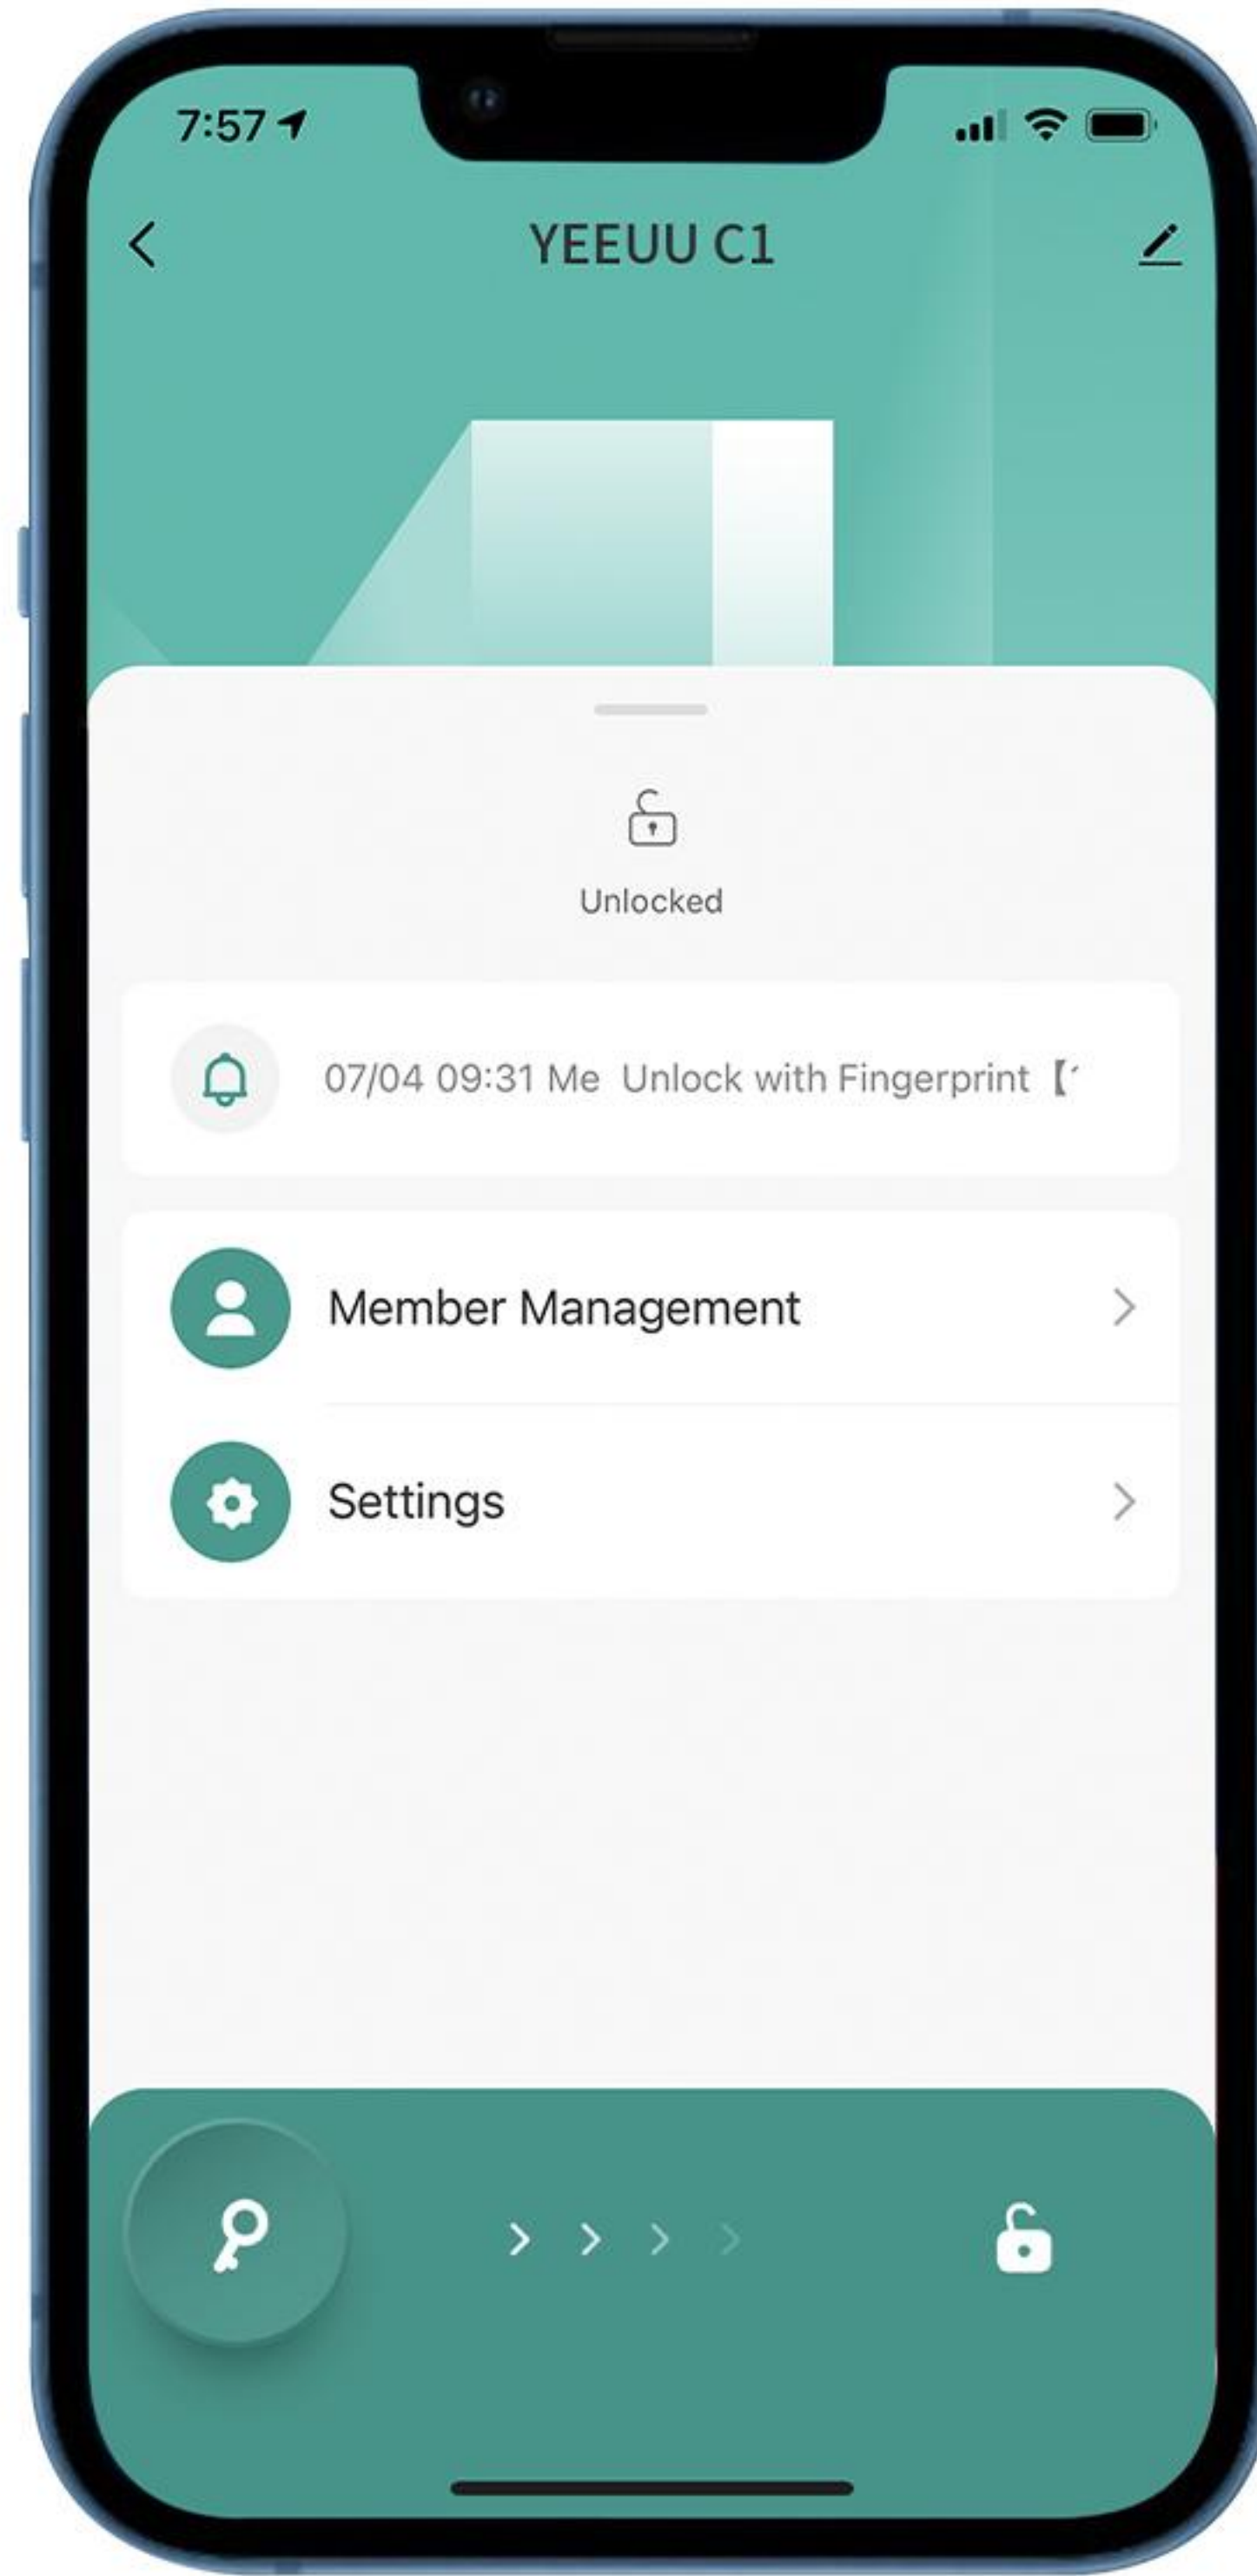 7:57
YEEUU C1
Unlocked
07/04 09:31 Me Unlock with Fingerprint【
Member Management
Settings